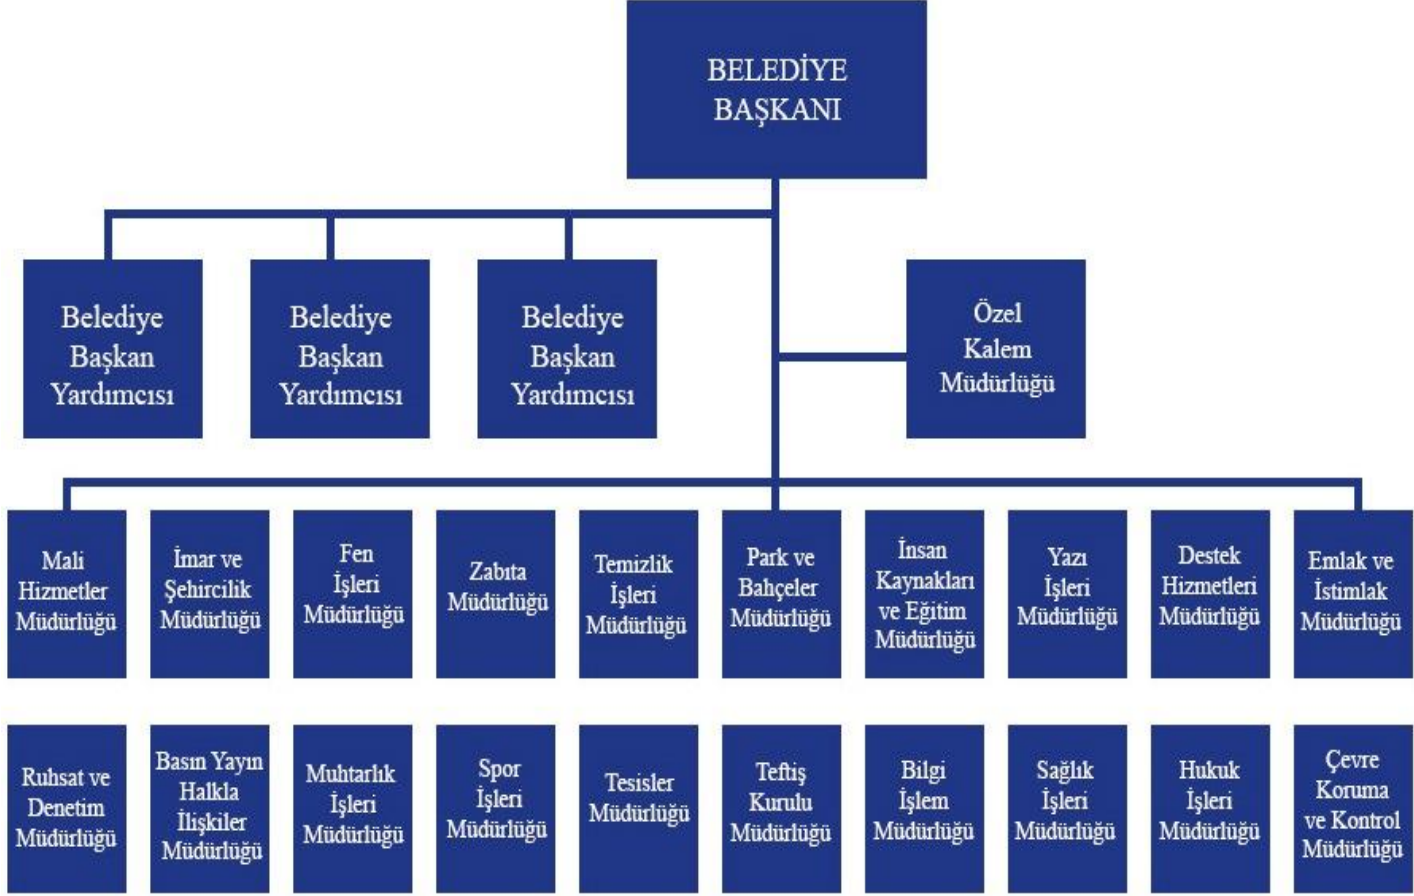 BELEDİYE
BAŞKANI
Belediye
Başkan
Yardımcısı
Belediye
Başkan
Yardımcısı
Belediye
Başkan
Yardımcısı
Özel
Kalem
Müdürlüğü
Mali
Hizmetler
Müdürlüğü
İmar ve
Şehircilik
Müdürlüğü
Fen
İşleri
Müdürlüğü
Zabıta
Müdürlüğü
Temizlik
İşleri
Müdürlüğü
Park ve
Bahçeler
Müdürlüğü
İnsan
Kaynakları
ve Eğitim
Müdürlüğü
Yazı
İşleri
Müdürlüğü
Destek
Hizmetleri
Müdürlüğü
Emlak ve
İstimlak
Müdürlüğü
Ruhsat ve
Denetim
Müdürlüğü
Basın Yayın
Halkla
İlişkiler
Müdürlüğü
Muhtarlık
İşleri
Müdürlüğü
Spor
İşleri
Müdürlüğü
Tesisler
Müdürlüğü
Teftiş
Kurulu
Müdürlüğü
Bilgi
İşlem
Müdürlüğü
Sağlık
İşleri
Müdürlüğü
Hukuk
İşleri
Müdürlüğü
Çevre
Koruma
ve Kontrol
Müdürlüğü